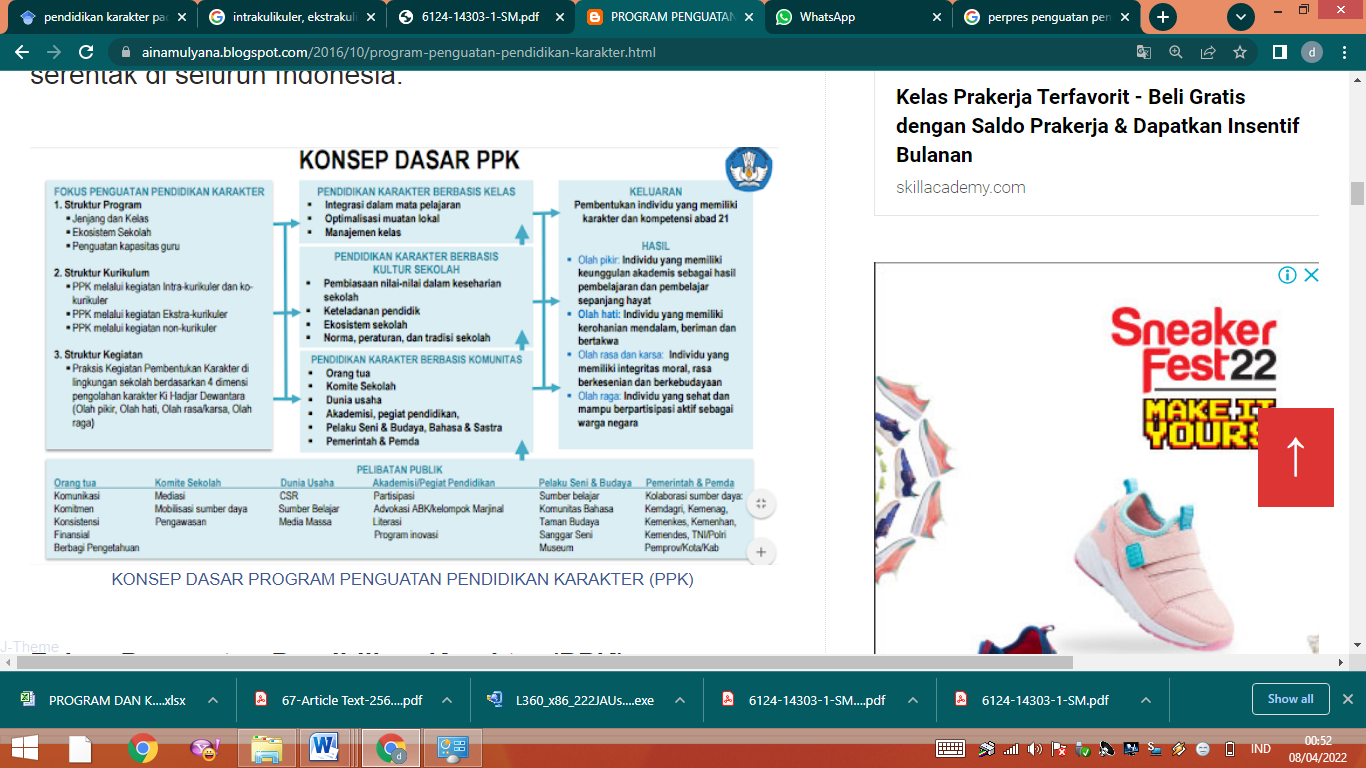 pendidikan karakter pad
intrakulikuler, ekstrakuli
6124-14303-1-SM.pdf
PROGRAM PENGUATAN
WhatsApp
perpres penguatan pen
ainamulyana.blogspot.com/2016/10/program-penguatan-pendidikan-karakter.html
d
serentak di seluruh Indonesia.
KONSEP DASAR PPK
FOKUS PENGUATAN PENDIDIKAN KARAKTER
1. Struktur Program
▪ Jenjang dan Kelas
▪ Ekosistem Sekolah
▪ Penguatan kapasitas guru
2. Struktur Kurikulum
▪ PPK melalui kegiatan Intra-kurikuler dan ko-
kurikuler
▪ PPK melalui kegiatan Ekstra-kurikuler
▪ PPK melalui kegiatan non-kurikuler
3. Struktur Kegiatan
▪ Praksis Kegiatan Pembentukan Karakter di
lingkungan sekolah berdasarkan 4 dimensi
pengolahan karakter Ki Hadjar Dewantara
(Olah pikir, Olah hati, Olah rasa/karsa, Olah
raga)
PENDIDIKAN KARAKTER BERBASIS KELAS
▪ Integrasi dalam mata pelajaran
▪ Optimalisasi muatan lokal
▪ Manajemen kelas
PENDIDIKAN KARAKTER BERBASIS
KULTUR SEKOLAH
▪ Pembiasaan nilai-nilai dalam keseharian
sekolah
▪ Keteladanan pendidik
▪ Ekosistem sekolah
▪ Norma, peraturan, dan tradisi sekolah
PENDIDIKAN KARAKTER BERBASIS KOMUNITAS
▪ Orang tua
▪ Komite Sekolah
▪ Dunia usaha
▪ Akademisi, pegiat pendidikan,
▪ Pelaku Seni & Budaya, Bahasa & Sastra
▪ Pemerintah & Pemda
KELUARAN
Pembentukan individu yang memiliki
karakter dan kompetensi abad 21
HASIL
▪ Olah pikir: Individu yang memiliki
keunggulan akademis sebagai hasil
pembelajaran dan pembelajar
sepanjang hayat
▪ Olah hati: Individu yang memiliki
kerohanian mendalam, beriman dan
bertakwa
▪ Olah rasa dan karsa: Individu yang
memiliki integritas moral, rasa
berkesenian dan berkebudayaan
▪ Olah raga: Individu yang sehat dan
mampu berpartisipasi aktif sebagai
warga negara
PELIBATAN PUBLIK
Orang tua
Komunikasi
Komitmen
Konsistensi
Finansial
Berbagi Pengetahuan
Komite Sekolah
Mediasi
Mobilisasi sumber daya
Pengawasan
Dunia Usaha
CSR
Sumber Belajar
Media Massa
Akademisi/Pegiat Pendidikan
Partisipasi
Advokasi ABK/kelompok Marjinal
Literasi
Program inovasi
Pelaku Seni & Budaya
Sumber belajar
Komunitas Bahasa
Taman Budaya
Sanggar Seni
Museum
Pemerintah & Pemda
Kolaborasi sumber daya:
Kemdagri, Kemenag,
Kemenkes, Kemenhan,
Kemendes, TNI/Polri
Pemprov/Kota/Kab
KONSEP DASAR PROGRAM PENGUATAN PENDIDIKAN KARAKTER (PPK)
J-Theme
Kelas Prakerja Terfavorit - Beli Gratis
dengan Saldo Prakerja & Dapatkan Insentif
Bulanan
skillacademy.com
Sneaker
Fest22
MAKE IT
YOURS
PROGRAM DAN K....xlsx
67-Article Text-256....pdf
L360_x86_222JAUs....exe
6124-14303-1-SM....pdf
6124-14303-1-SM.pdf
Show all
IND
00:52
08/04/2022